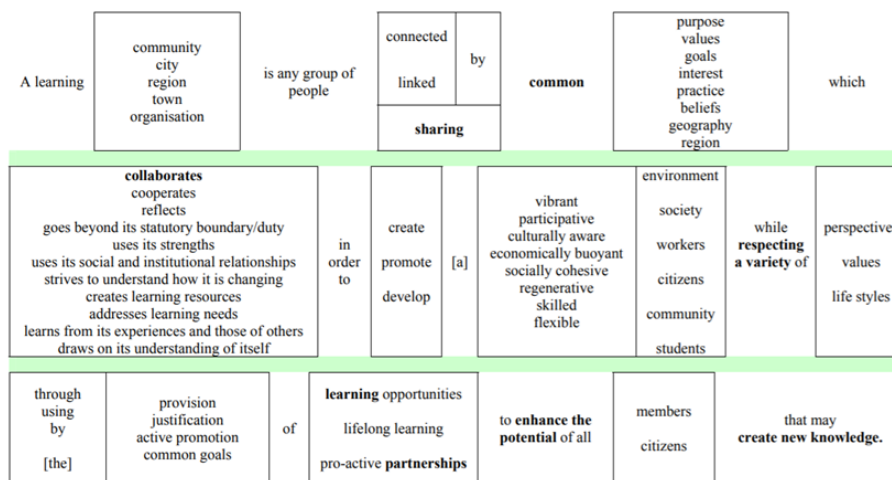 A learning
community
city
region
town
organisation
is any group of
people
connected
linked
by
sharing
common
purpose
values
goals
interest
practice
beliefs
geography
region
which
collaborates
cooperates
reflects
goes beyond its statutory boundary/duty
uses its strengths
uses its social and institutional relationships
strives to understand how it is changing
creates learning resources
addresses learning needs
learns from its experiences and those of others
draws on its understanding of itself
in
order
to
create
promote
develop
[a]
vibrant
participative
culturally aware
economically buoyant
socially cohesive
regenerative
skilled
flexible
environment
society
workers
citizens
community
students
while
respecting
a variety of
perspective
values
life styles
through
using
by
[the]
provision
justification
active promotion
common goals
of
learning opportunities
lifelong learning
pro-active partnerships
to enhance the
potential of all
members
citizens
that may
create new knowledge.